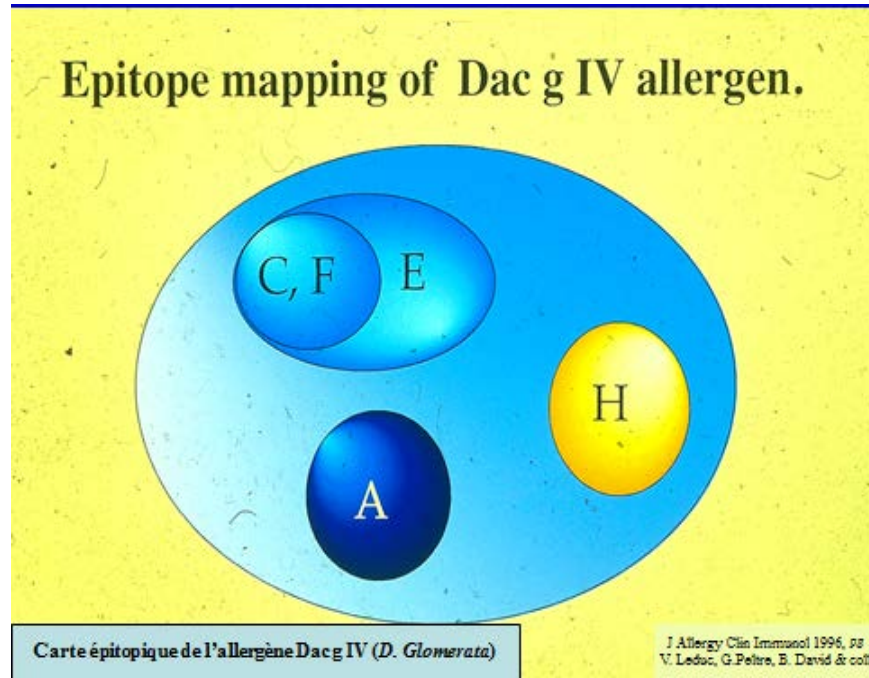 Epitope mapping of Dac g IV allergen.
C, F
E
H
A
Carte épitopique de l'allergène Dac g IV (D. Glomerata)
J Allergy Clin Immunol 1996, 98
V. Leduc, G.Peltre, B. David & coll